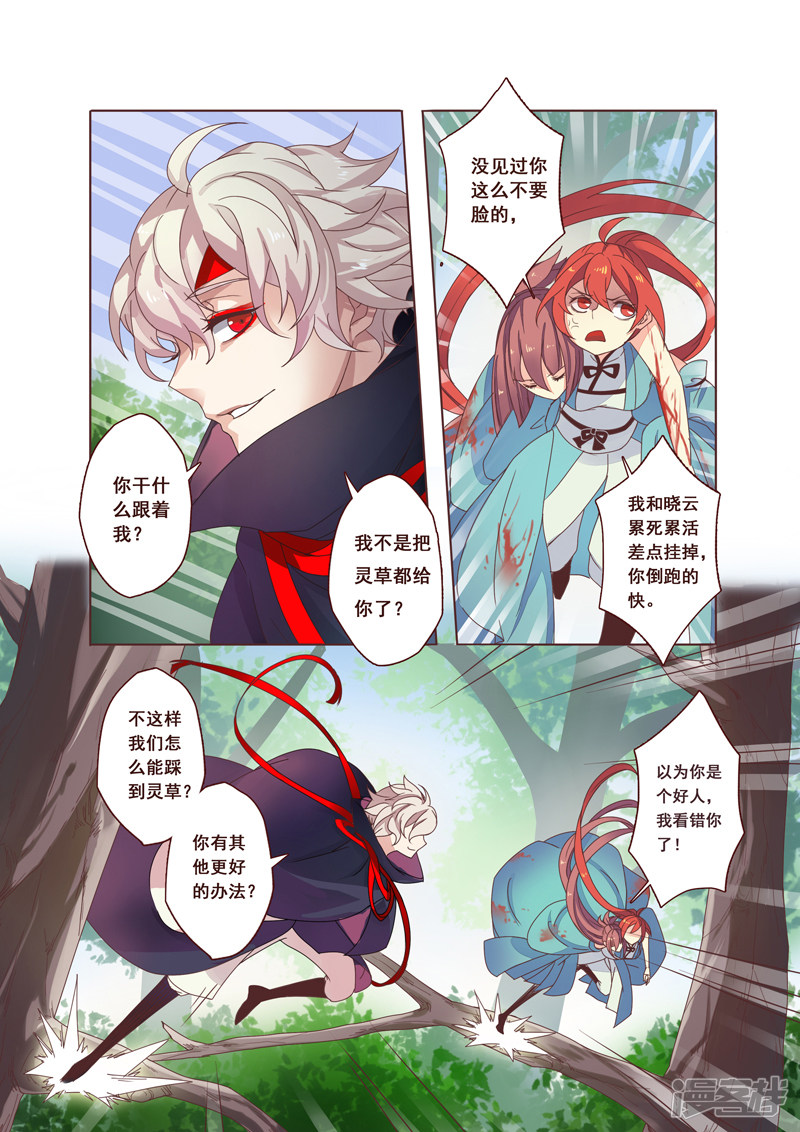 你干什
么跟着
我？
我不是把
灵草都给
你了？
没见过你
这么不要
脸的，
我和晓云
累死累活
差点挂掉，
你倒跑的
快。
不这样
我们怎
么能踩
到灵草？
你有其
他更好
的办法？
以为你是
个好人，
我看错你
了！
漫客栈